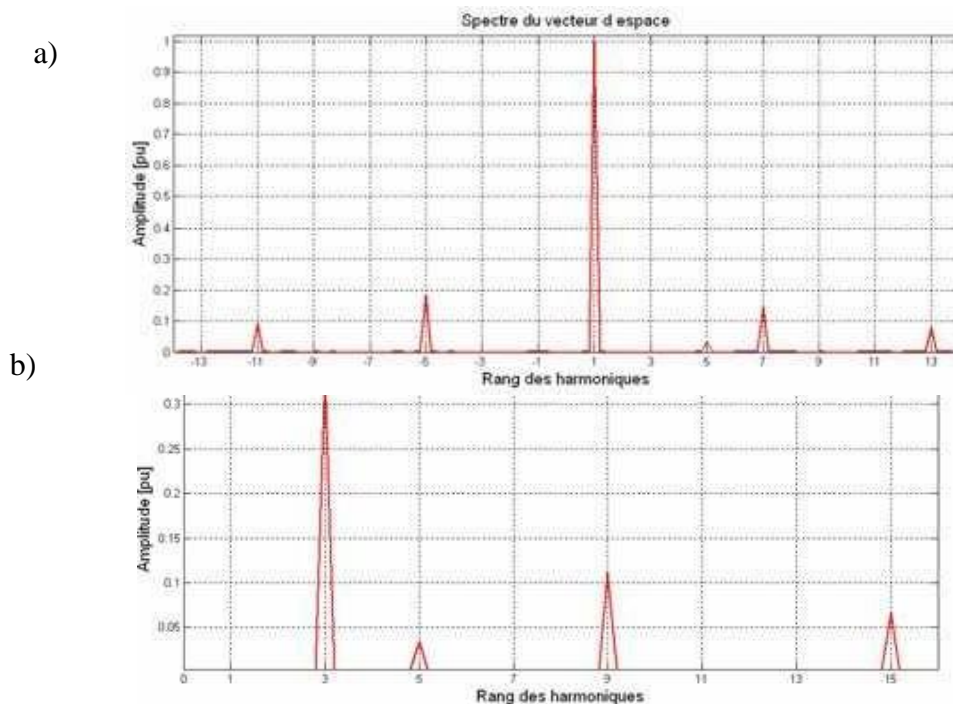 a)
Spectre du vecteur d espace
Amplitude [pu]
1
0.9
0.8
0.7
0.6
0.5
0.4
0.3
0.2
0.1
0
-13 -11 -9 -7 -5 -3 -1 1 3 5 7 9 11 13
Rang des harmoniques
b)
Amplitude [pu]
0.3
0.25
0.2
0.15
0.1
0.05
0 1 3 5 7 9 11 13 15
Rang des harmoniques